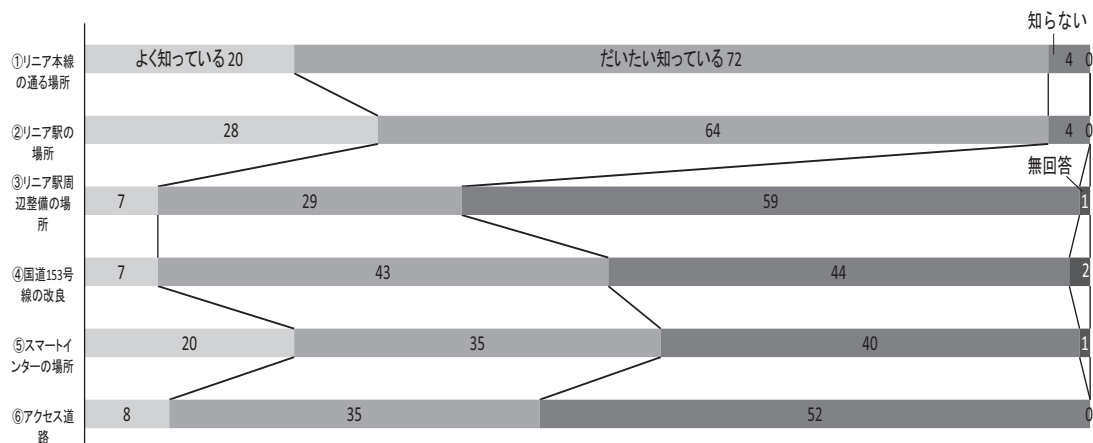 知らない
①リニア本線
の通る場所
よく知っている 20
だいたい知っている 72
4
0
②リニア駅の
場所
28
64
4
0
無回答
③リニア駅周
辺整備の場
所
7
29
59
1
④国道153号
線の改良
7
43
44
2
⑤スマートイ
ンターの場所
20
35
40
1
⑥アクセス道
路
8
35
52
0